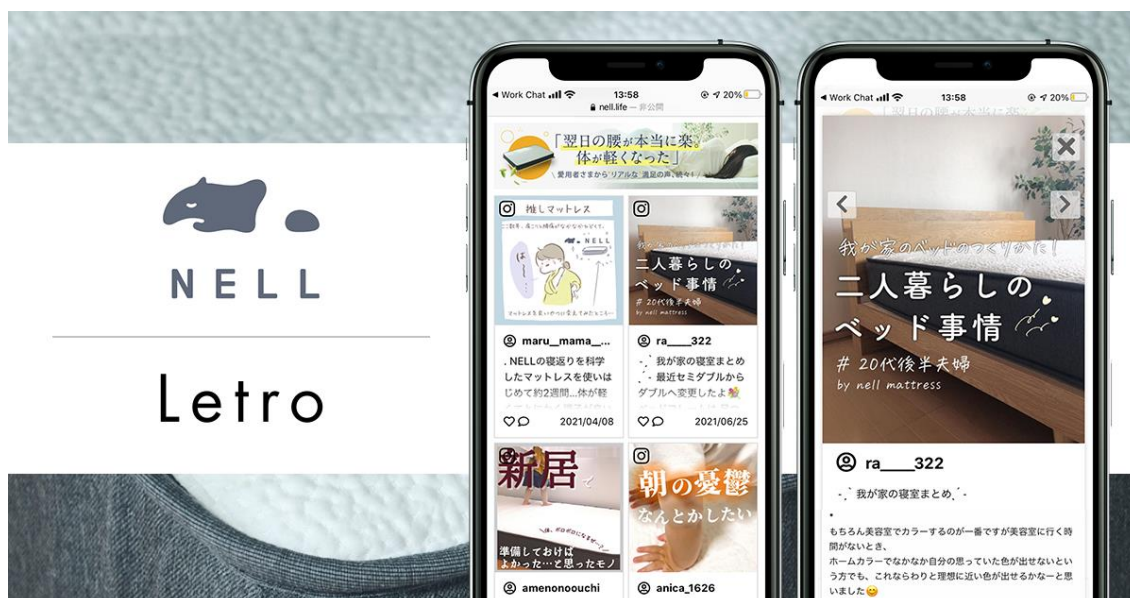 NELL
Letro
Work Chat
13:58
20%
nell.life — 非公開
「翌日の腰が本当に楽。
体が軽くなった」
愛用者さまから“リアルな”満足の声、続々!
推しマットレス
NELL
は〜
我が家のベッドのつくりかた!
二人暮らしの
ベッド事情
# 20代後半夫婦
by nell mattress
maru__mama__...
. NELLの寝返りを科学
したマットレスを使いは
じめて約2週間...体が軽
2021/04/08
ra____322
我が家の寝室まとめ
最近セミダブルから
ダブルへ変更したよ
2021/06/25
新居で
準備しておけば
よかった…と思ったモノ
amenonoouchi
朝の憂鬱
なんとかしたい
anica_1626
Work Chat
13:58
20%
我が家のベッドのつくりかた!
二人暮らしの
ベッド事情
# 20代後半夫婦
by nell mattress
ra____322
我が家の寝室まとめ
•
もちろん美容室でカラーするのが一番ですが美容室に行く時
間がないとき、
ホームカラーでなかなか自分の思っていた色が出せないとい
う方でも、これならわりと理想に近い色が出せるかなーと思
いました😊